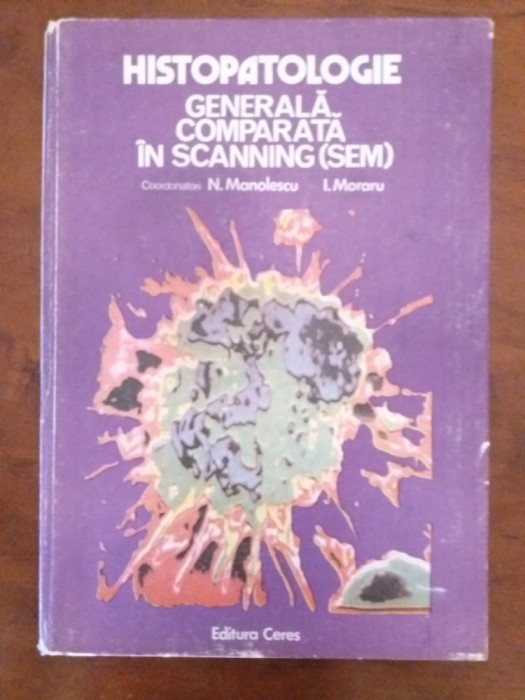 HISTOPATOLOGIE
GENERALĂ
COMPARATĂ
ÎN SCANNING (SEM)
Coordonatori N. Manolescu I. Moraru
Editura Ceres